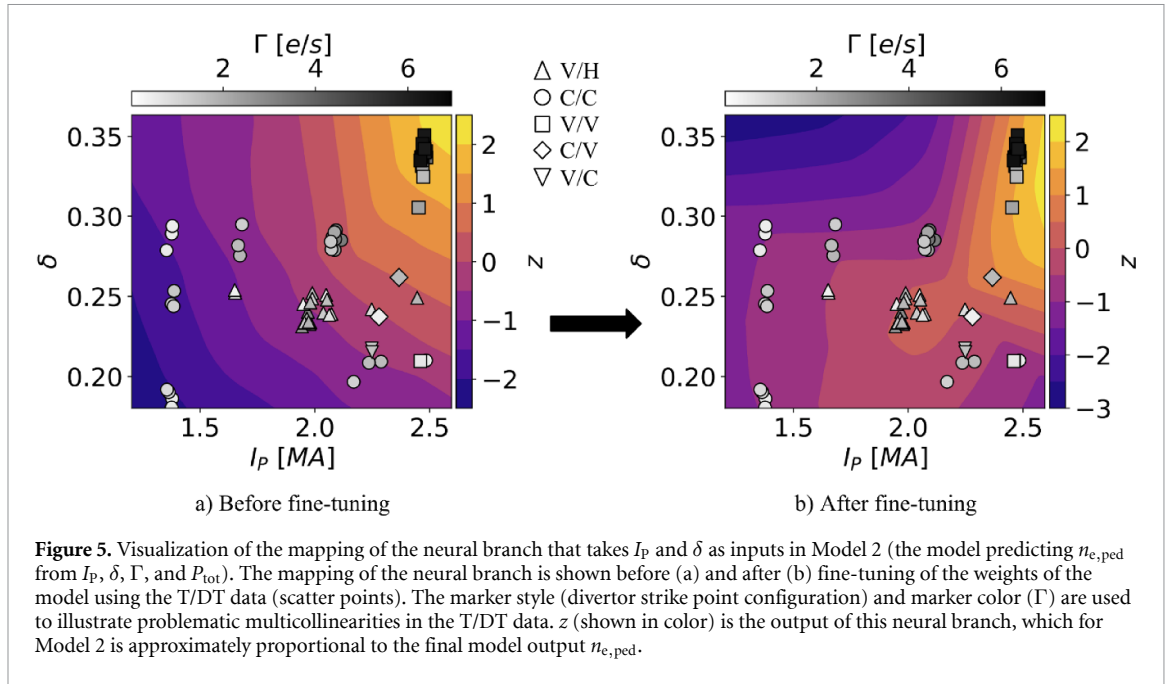 Γ [e/s]
2 4 6
V/H
C/C
V/V
C/V
V/C
δ
0.35
0.30
0.25
0.20
1.5 2.0 2.5
I_P [MA]
z
2
1
0
−1
−2
a) Before fine-tuning
Γ [e/s]
2 4 6
δ
0.35
0.30
0.25
0.20
1.5 2.0 2.5
I_P [MA]
z
2
1
0
−1
−2
−3
b) After fine-tuning
Figure 5. Visualization of the mapping of the neural branch that takes I_P and δ as inputs in Model 2 (the model predicting n_e,ped
from I_P, δ, Γ, and P_tot). The mapping of the neural branch is shown before (a) and after (b) fine-tuning of the weights of the
model using the T/DT data (scatter points). The marker style (divertor strike point configuration) and marker color (Γ) are used
to illustrate problematic multicollinearities in the T/DT data. z (shown in color) is the output of this neural branch, which for
Model 2 is approximately proportional to the final model output n_e,ped.